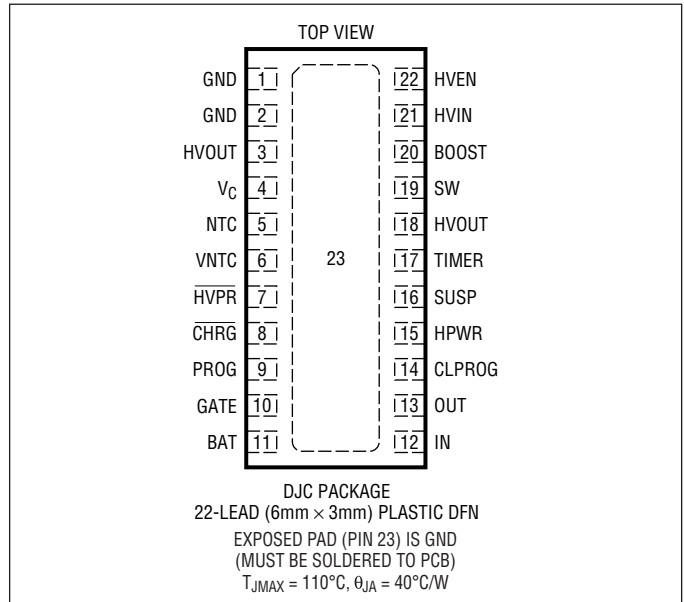 TOP VIEW
GND 1 22 HVEN
GND 2 21 HVIN
HVOUT 3 20 BOOST
VC 4 19 SW
NTC 5 18 HVOUT
VNTC 6 23 17 TIMER
HVPR 7 16 SUSP
CHRG 8 15 HPWR
PROG 9 14 CLPROG
GATE 10 13 OUT
BAT 11 12 IN
DJC PACKAGE
22-LEAD (6mm × 3mm) PLASTIC DFN
EXPOSED PAD (PIN 23) IS GND
(MUST BE SOLDERED TO PCB)
TJMAX = 110°C, θJA = 40°C/W